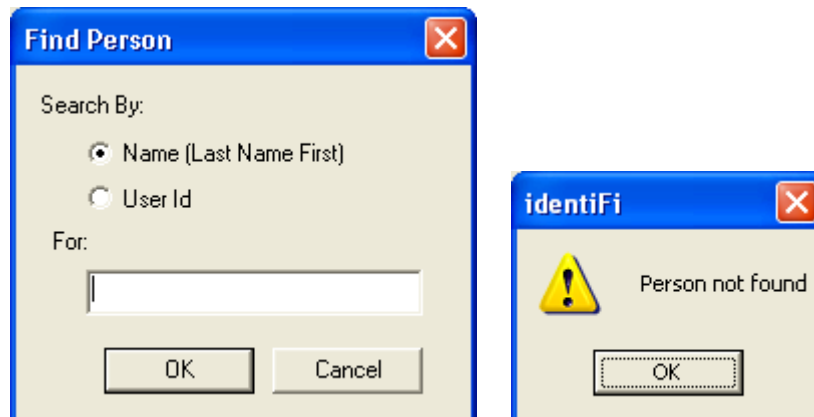 Find Person
Search By:
Name (Last Name First)
User Id
For:
OK
Cancel
identiFi
Person not found
OK